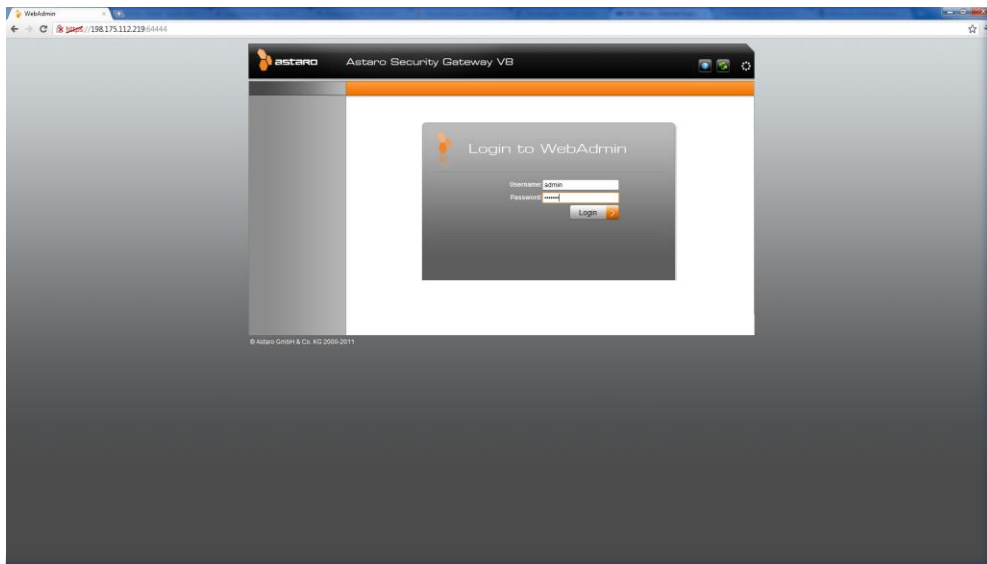 WebAdmin
https://198.175.112.219:64444
astaro
Astaro Security Gateway V8
Login to WebAdmin
Username: admin
Password:
Login
© Astaro GmbH & Co. KG 2000-2011